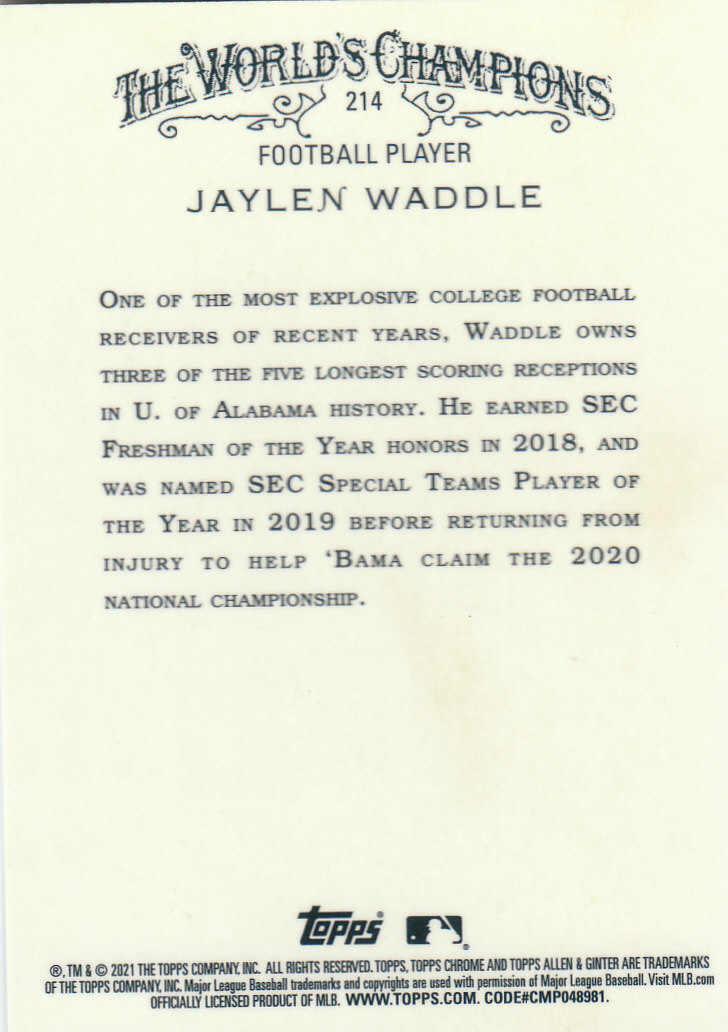 THE WORLD'S CHAMPIONS
214
FOOTBALL PLAYER
JAYLEN WADDLE
ONE OF THE MOST EXPLOSIVE COLLEGE FOOTBALL
RECEIVERS OF RECENT YEARS, WADDLE OWNS
THREE OF THE FIVE LONGEST SCORING RECEPTIONS
IN U. OF ALABAMA HISTORY. HE EARNED SEC
FRESHMAN OF THE YEAR HONORS IN 2018, AND
WAS NAMED SEC SPECIAL TEAMS PLAYER OF
THE YEAR IN 2019 BEFORE RETURNING FROM
INJURY TO HELP 'BAMA CLAIM THE 2020
NATIONAL CHAMPIONSHIP.
TOPPS®
®, TM & © 2021 THE TOPPS COMPANY, INC. ALL RIGHTS RESERVED. TOPPS, TOPPS CHROME AND TOPPS ALLEN & GINTER ARE TRADEMARKS
OF THE TOPPS COMPANY, INC. Major League Baseball trademarks and copyrights are used with permission of Major League Baseball. Visit MLB.com
OFFICIALLY LICENSED PRODUCT OF MLB. WWW.TOPPS.COM. CODE#CMP048981.